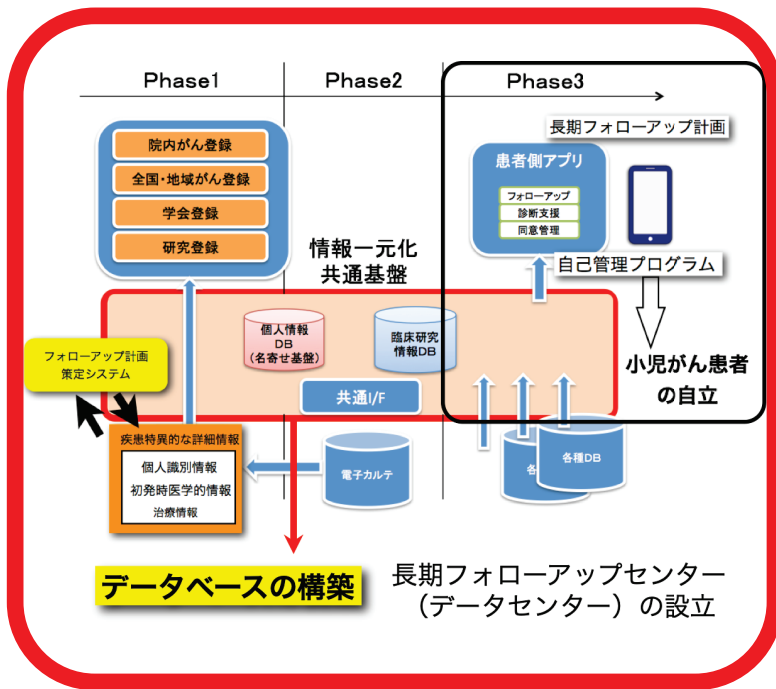 Phase1
Phase2
Phase3
院内がん登録
全国・地域がん登録
学会登録
研究登録
長期フォローアップ計画
患者側アプリ
フォローアップ
診断支援
同意管理
自己管理プログラム
情報一元化
共通基盤
個人情報
DB
(名寄せ基盤)
臨床研究
情報DB
共通I/F
小児がん患者
の自立
フォローアップ計画
策定システム
疾患特異的な詳細情報
個人識別情報
初発時医学的情報
治療情報
電子カルテ
各
各種DB
データベースの構築
長期フォローアップセンター
（データセンター）の設立